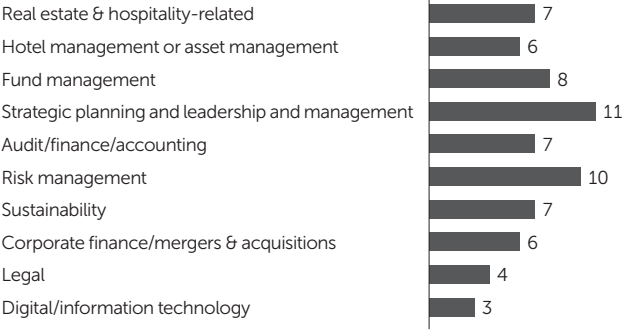 Real estate & hospitality-related 7
Hotel management or asset management 6
Fund management 8
Strategic planning and leadership and management 11
Audit/finance/accounting 7
Risk management 10
Sustainability 7
Corporate finance/mergers & acquisitions 6
Legal 4
Digital/information technology 3